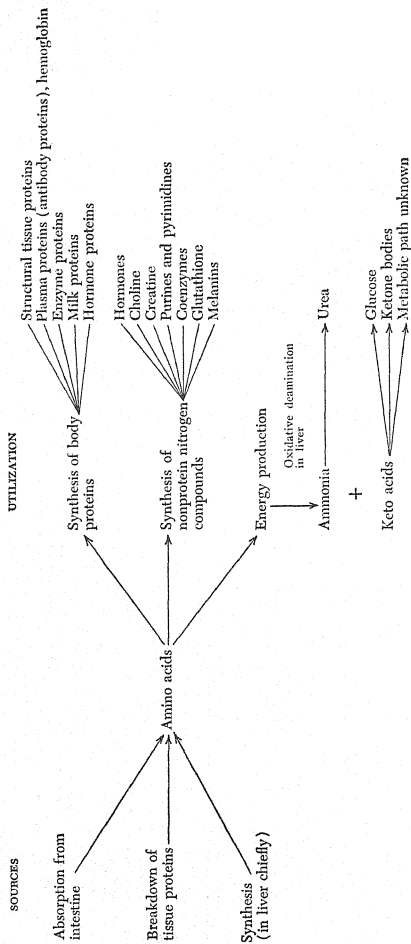 SOURCES
UTILIZATION
Absorption from
intestine
Breakdown of
tissue proteins
Synthesis
(in liver chiefly)
Amino acids
Synthesis of body
proteins
Structural tissue proteins
Plasma proteins (antibody proteins), hemoglobin
Enzyme proteins
Milk proteins
Hormone proteins
Synthesis of
nonprotein nitrogen
compounds
Hormones
Choline
Creatine
Purines and pyrimidines
Coenzymes
Glutathione
Melanins
Energy production
Oxidative deamination
in liver
Ammonia
Urea
+
Keto acids
Glucose
Ketone bodies
Metabolic path unknown